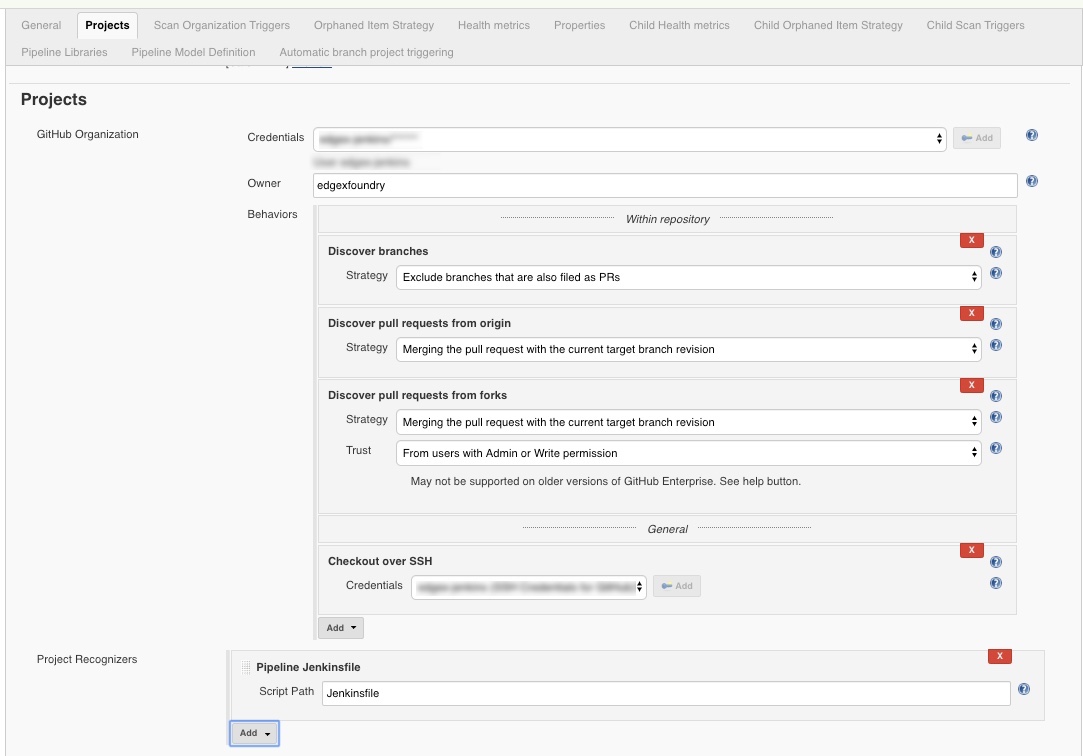 General Projects Scan Organization Triggers Orphaned Item Strategy Health metrics Properties Child Health metrics Child Orphaned Item Strategy Child Scan Triggers
Pipeline Libraries Pipeline Model Definition Automatic branch project triggering
Projects
GitHub Organization
Credentials
Add
Owner
edgexfoundry
Behaviors
Within repository
X
Discover branches
Strategy
Exclude branches that are also filed as PRs
X
Discover pull requests from origin
Strategy
Merging the pull request with the current target branch revision
X
Discover pull requests from forks
Strategy
Merging the pull request with the current target branch revision
Trust
From users with Admin or Write permission
May not be supported on older versions of GitHub Enterprise. See help button.
General
X
Checkout over SSH
Credentials
Add
Add
Project Recognizers
X
Pipeline Jenkinsfile
Script Path
Jenkinsfile
Add